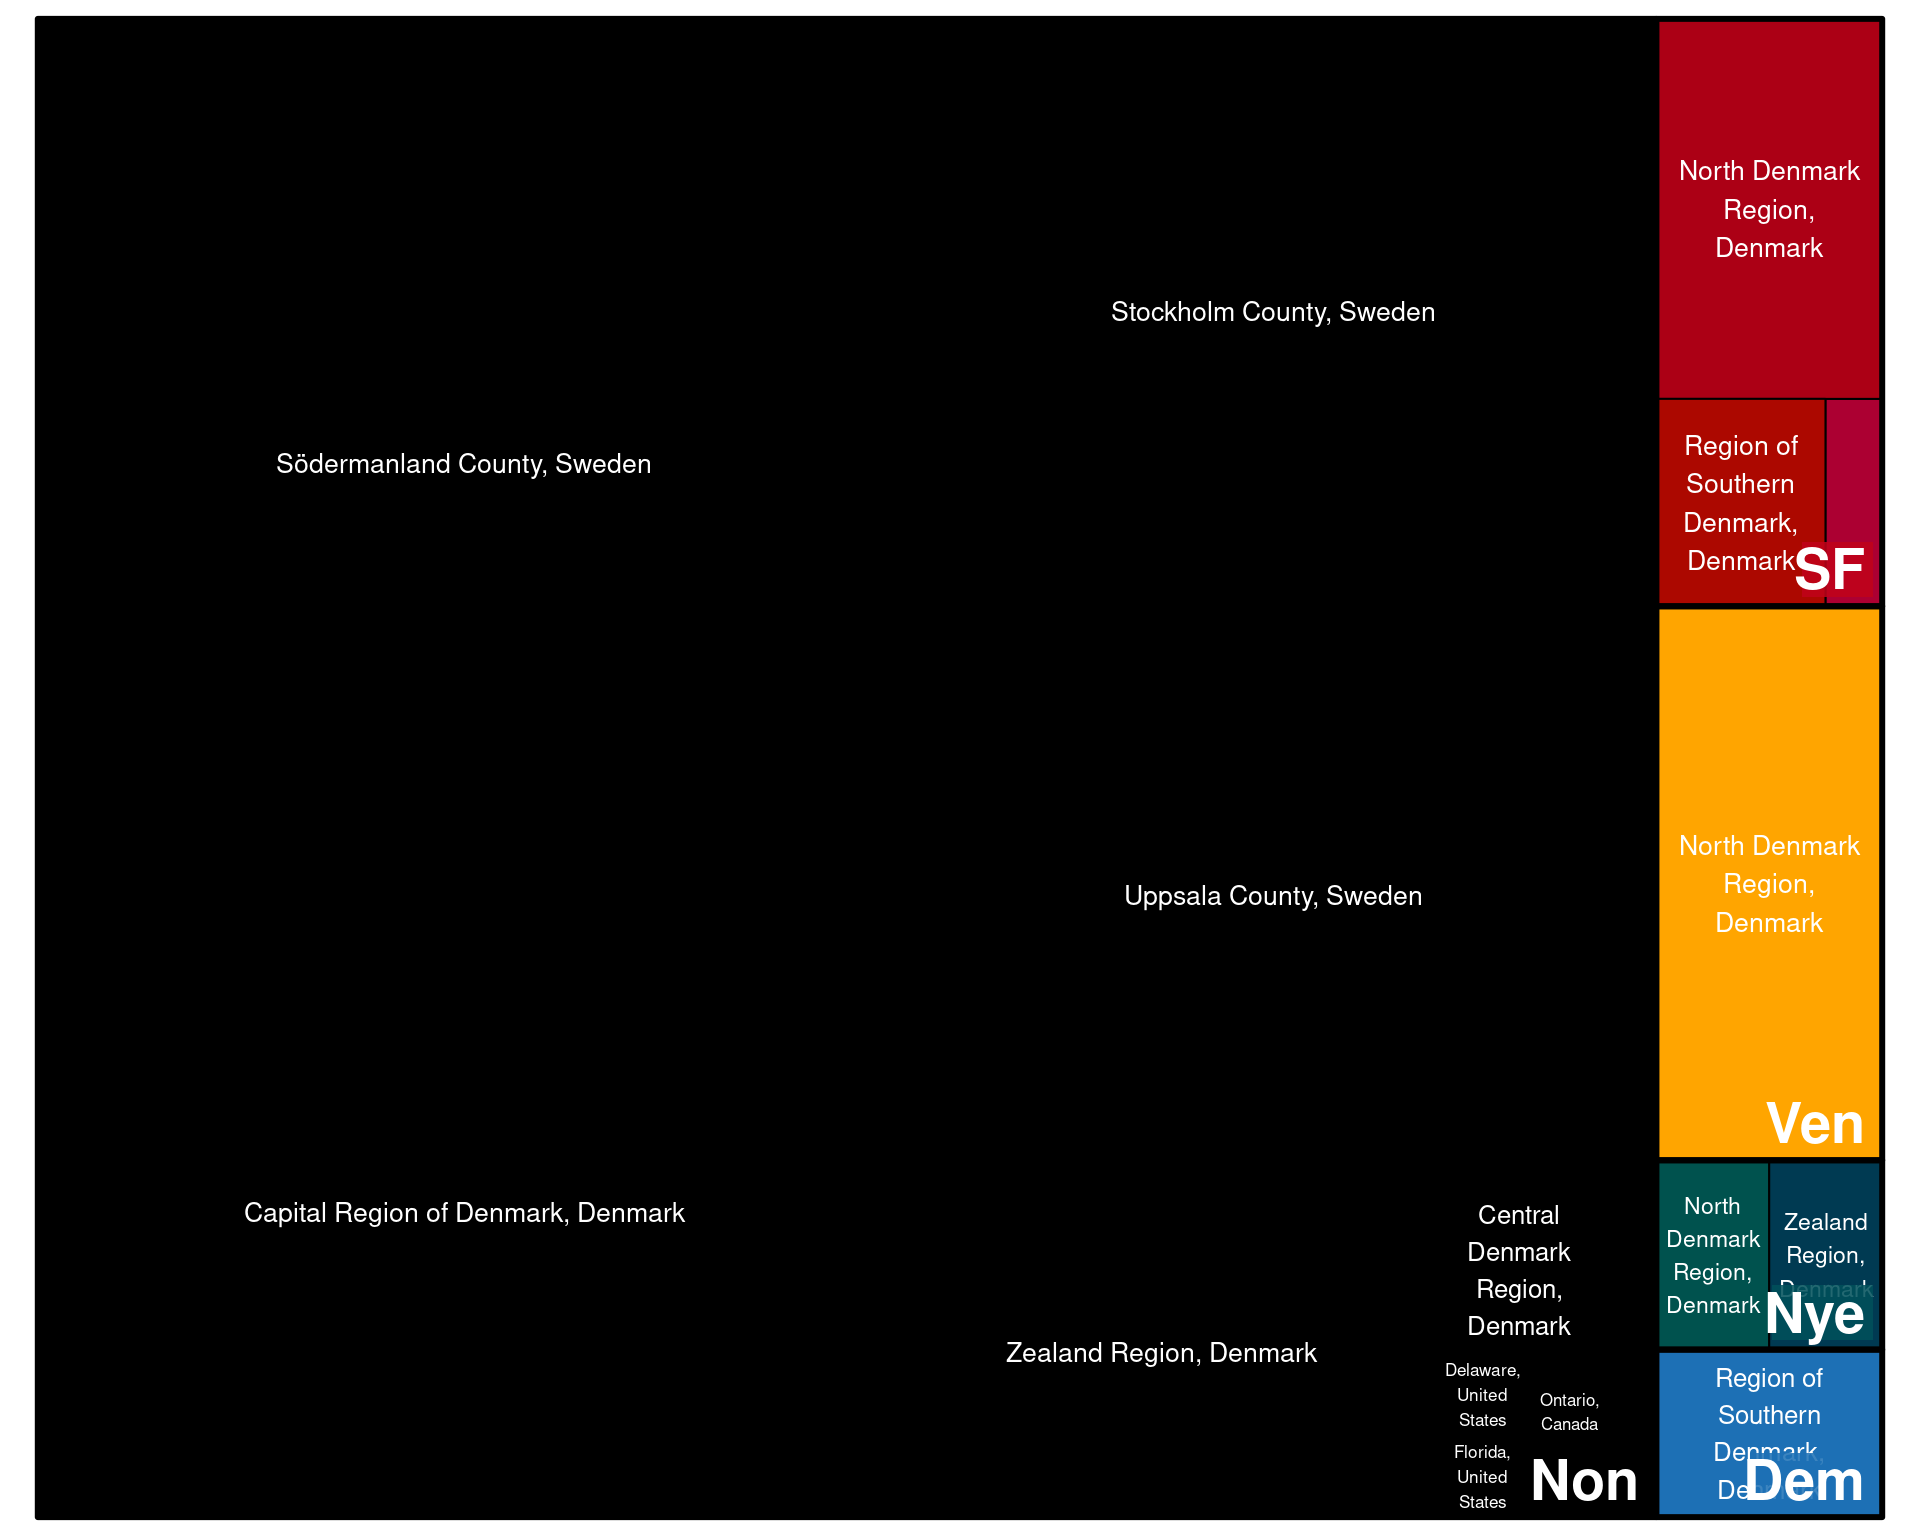 Södermanland County, Sweden
Stockholm County, Sweden
Uppsala County, Sweden
Capital Region of Denmark, Denmark
Zealand Region, Denmark
Central
Denmark
Region,
Denmark
Delaware,
United
States
Ontario,
Canada
Florida,
United
States
Non
North Denmark
Region,
Denmark
Region of
Southern
Denmark,
Denmark
SF
North Denmark
Region,
Denmark
Ven
North
Denmark
Region,
Denmark
Zealand
Region,
Denmark
Nye
Region of
Southern
Denmark,
Dem